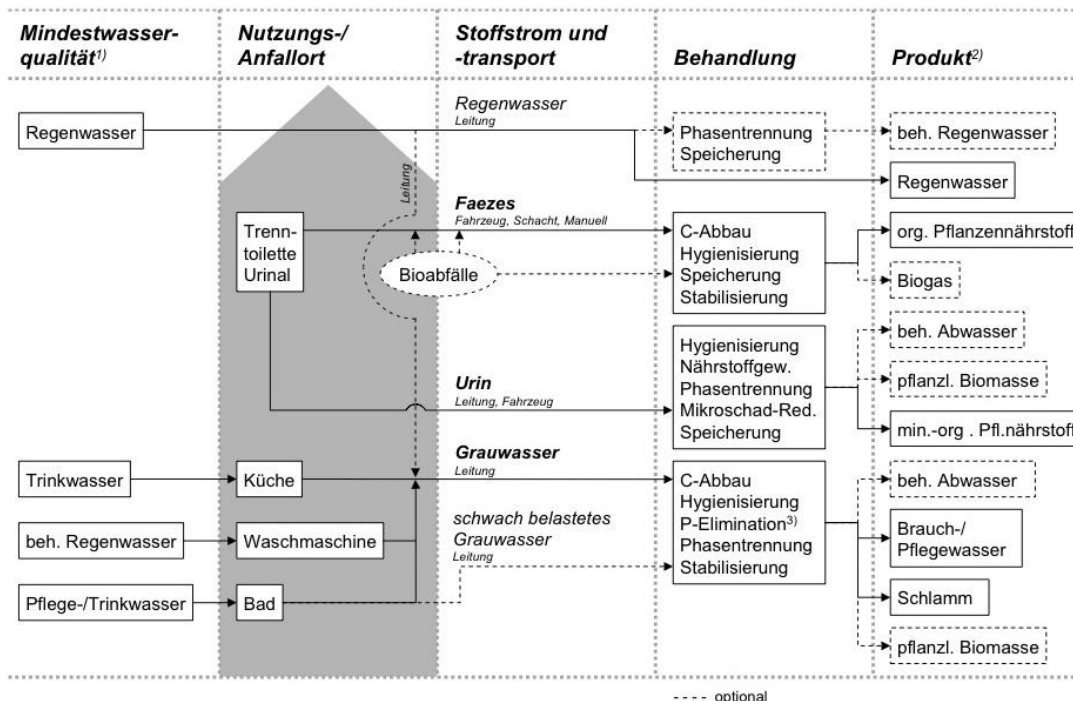 Mindestwasser-
qualität1)
Nutzungs-/
Anfallort
Stoffstrom und
-transport
Behandlung
Produkt2)
Regenwasser
Regenwasser
Leitung
Phasentrennung
Speicherung
beh. Regenwasser
Regenwasser
Leitung
Trenn-
toilette
Urinal
Faezes
Fahrzeug, Schacht, Manuell
Bioabfälle
C-Abbau
Hygienisierung
Speicherung
Stabilisierung
org. Pflanzennährstoff
Biogas
Urin
Leitung, Fahrzeug
Hygienisierung
Nährstoffgew.
Phasentrennung
Mikroschad-Red.
Speicherung
beh. Abwasser
pflanzl. Biomasse
min.-org . Pfl.nährstoff
Trinkwasser
Küche
Grauwasser
Leitung
beh. Regenwasser
Waschmaschine
schwach belastetes
Grauwasser
Leitung
Pflege-/Trinkwasser
Bad
C-Abbau
Hygienisierung
P-Elimination3)
Phasentrennung
Stabilisierung
beh. Abwasser
Brauch-/
Pflegewasser
Schlamm
pflanzl. Biomasse
---- optional